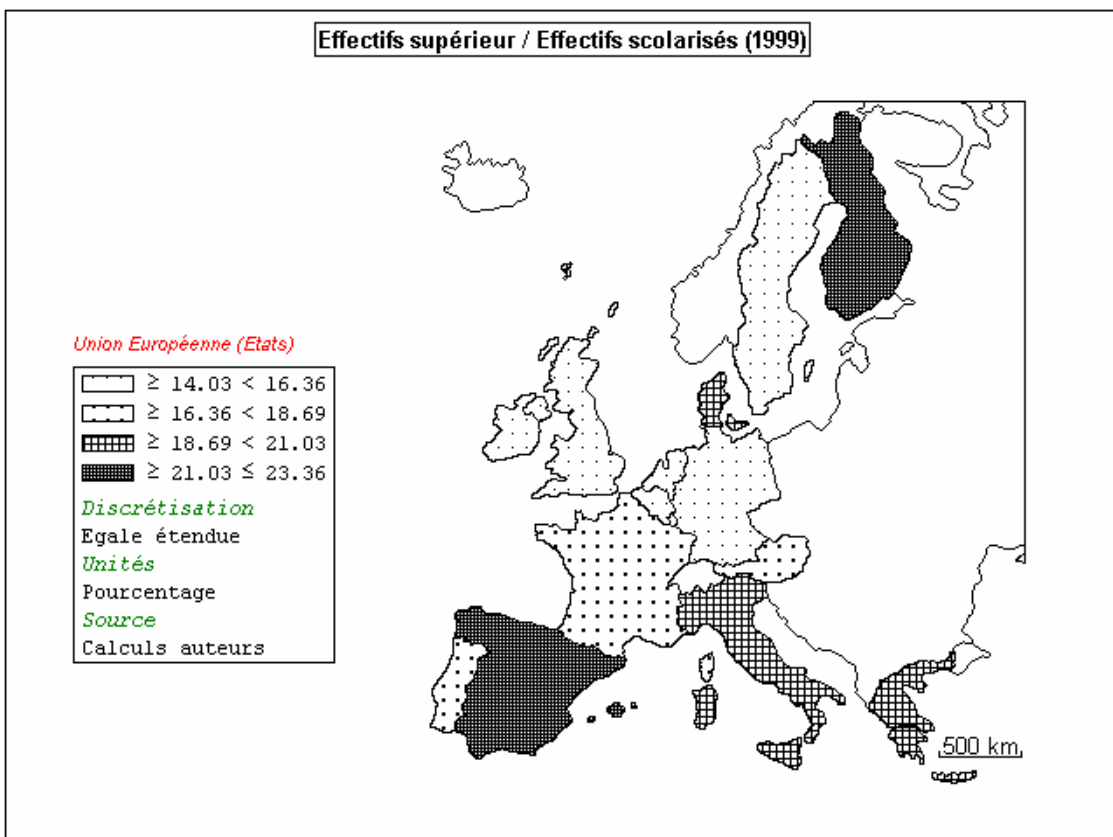 Effectifs supérieur / Effectifs scolarisés (1999)
Union Européenne (Etats)
≥ 14.03 < 16.36
≥ 16.36 < 18.69
≥ 18.69 < 21.03
≥ 21.03 ≤ 23.36
Discrétisation
Egale étendue
Unités
Pourcentage
Source
Calculs auteurs
500 km